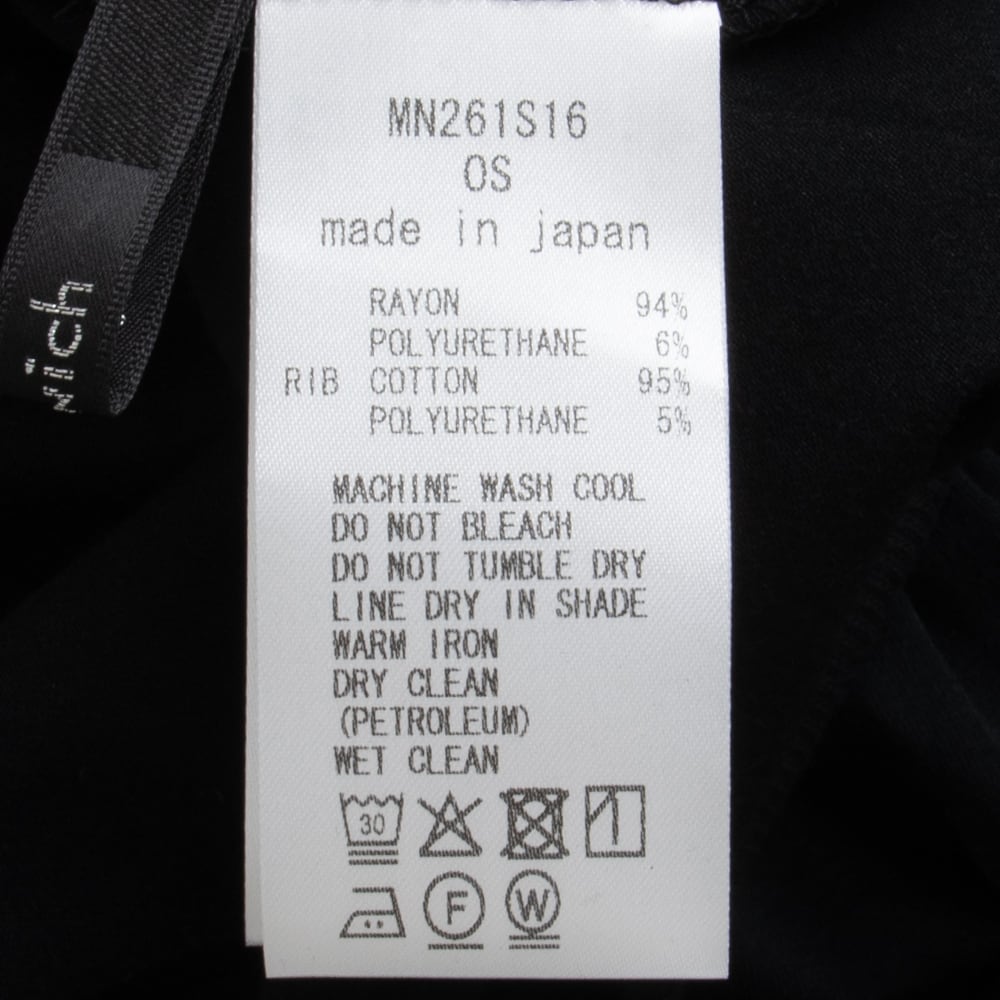 MN261S16
OS
made in japan
RAYON 94%
POLYURETHANE 6%
RIB COTTON 95%
POLYURETHANE 5%
MACHINE WASH COOL
DO NOT BLEACH
DO NOT TUMBLE DRY
LINE DRY IN SHADE
WARM IRON
DRY CLEAN
(PETROLEUM)
WET CLEAN
30
F W